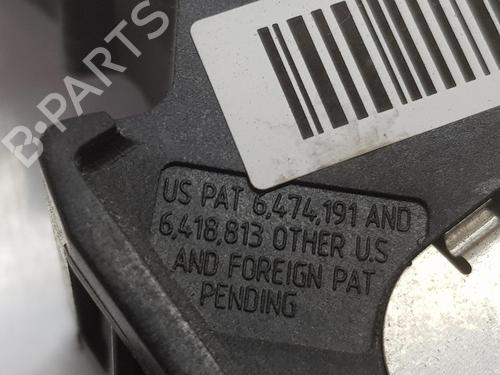 B-PARTS
US PAT 6,474,191 AND
6,418,813 OTHER U.S
AND FOREIGN PAT
PENDING